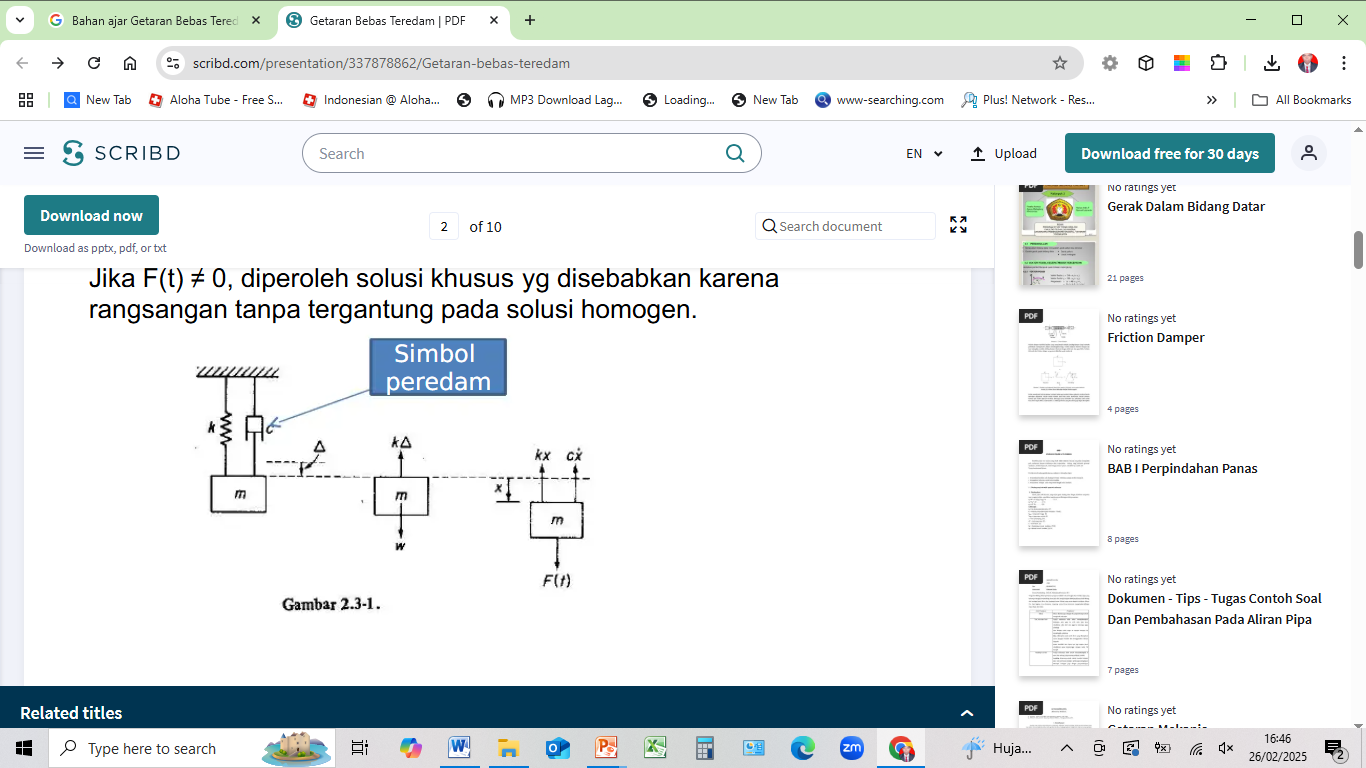 Bahan ajar Getaran Bebas Tered
Getaran Bebas Teredam | PDF
scribd.com/presentation/337878862/Getaran-bebas-teredam
New Tab
Aloha Tube - Free S...
Indonesian @ Aloha...
MP3 Download Lag...
Loading...
New Tab
www-searching.com
Plus! Network - Res...
All Bookmarks
SCRIBD
Search
EN
Upload
Download free for 30 days
Download now
Download as pptx, pdf, or txt
2 of 10
Search document
Jika F(t) ≠ 0, diperoleh solusi khusus yg disebabkan karena
rangsangan tanpa tergantung pada solusi homogen.
Simbol
peredam
k
c
Δ
m
kΔ
m
w
x
kx
cẋ
m
F(t)
Gambar 2.3-1.
Related titles
PDF
No ratings yet
Gerak Dalam Bidang Datar
21 pages
PDF
No ratings yet
Friction Damper
4 pages
PDF
No ratings yet
BAB I Perpindahan Panas
8 pages
PDF
No ratings yet
Dokumen - Tips - Tugas Contoh Soal
Dan Pembahasan Pada Aliran Pipa
7 pages
PDF
No ratings yet
Getaran Mekanis
Type here to search
zm
Huja...
16:46
26/02/2025
2